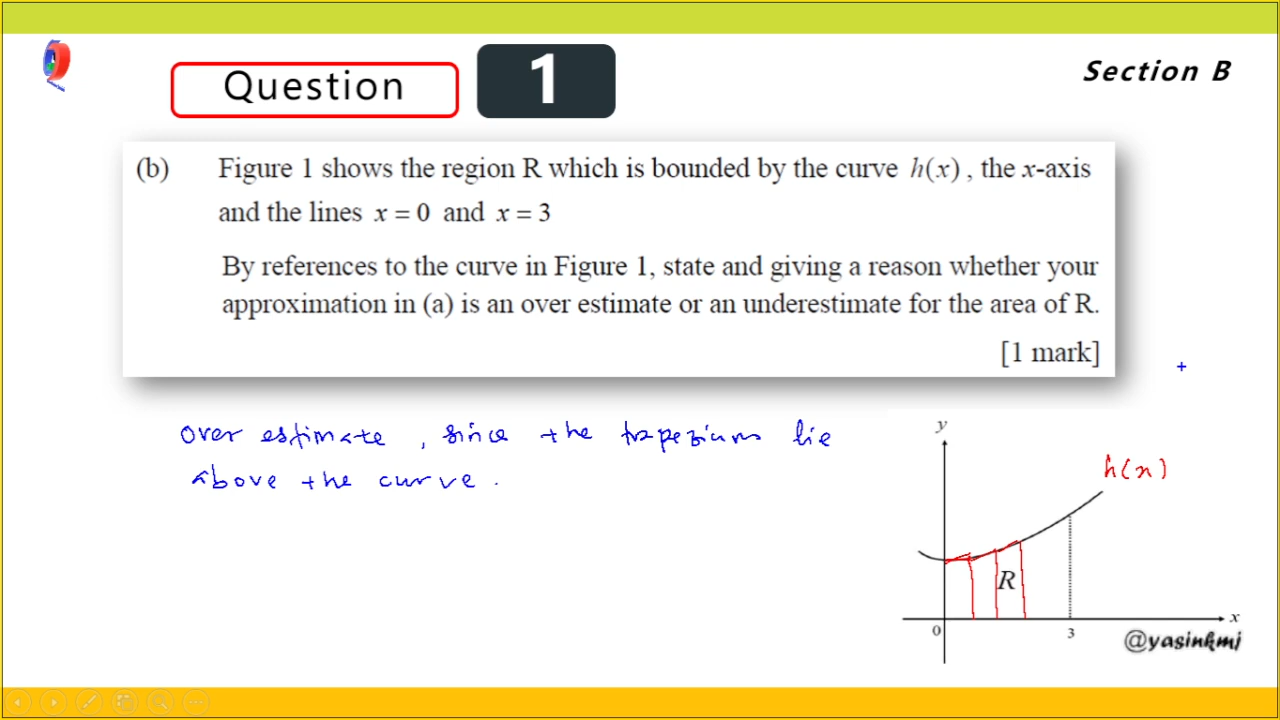 Question
1
Section B
(b) Figure 1 shows the region R which is bounded by the curve h(x), the x-axis
and the lines x = 0 and x = 3
By references to the curve in Figure 1, state and giving a reason whether your
approximation in (a) is an over estimate or an underestimate for the area of R.
[1 mark]
over estimate, since the trapeziums lie
above the curve.
y
h(x)
R
0
3
x
@yasinkmj